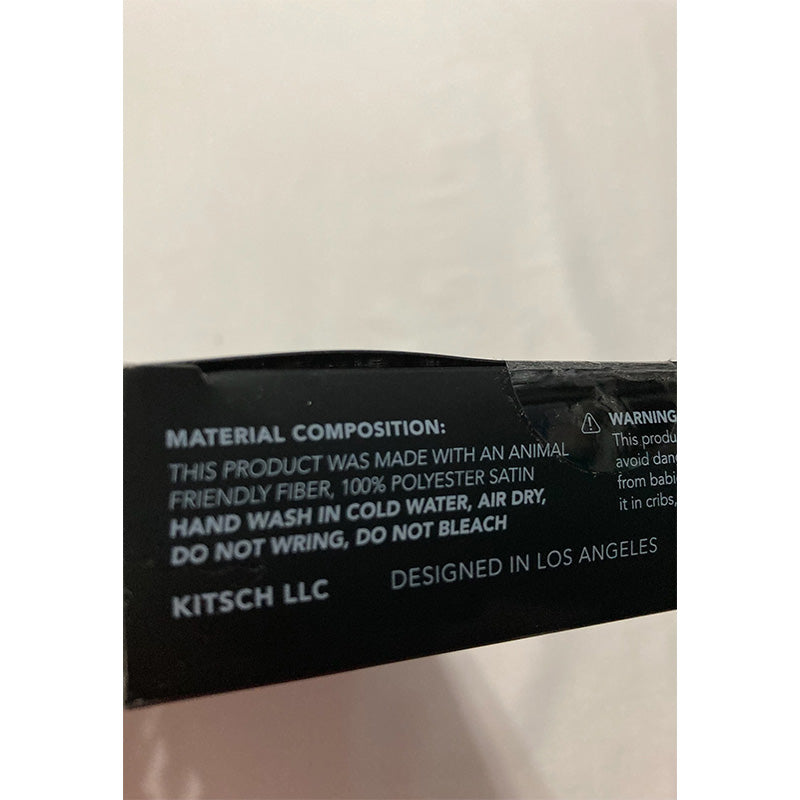 MATERIAL COMPOSITION:
THIS PRODUCT WAS MADE WITH AN ANIMAL
FRIENDLY FIBER, 100% POLYESTER SATIN
HAND WASH IN COLD WATER, AIR DRY,
DO NOT WRING, DO NOT BLEACH
KITSCH LLC
DESIGNED IN LOS ANGELES
WARNING
This produ
avoid dan
from babi
it in cribs,